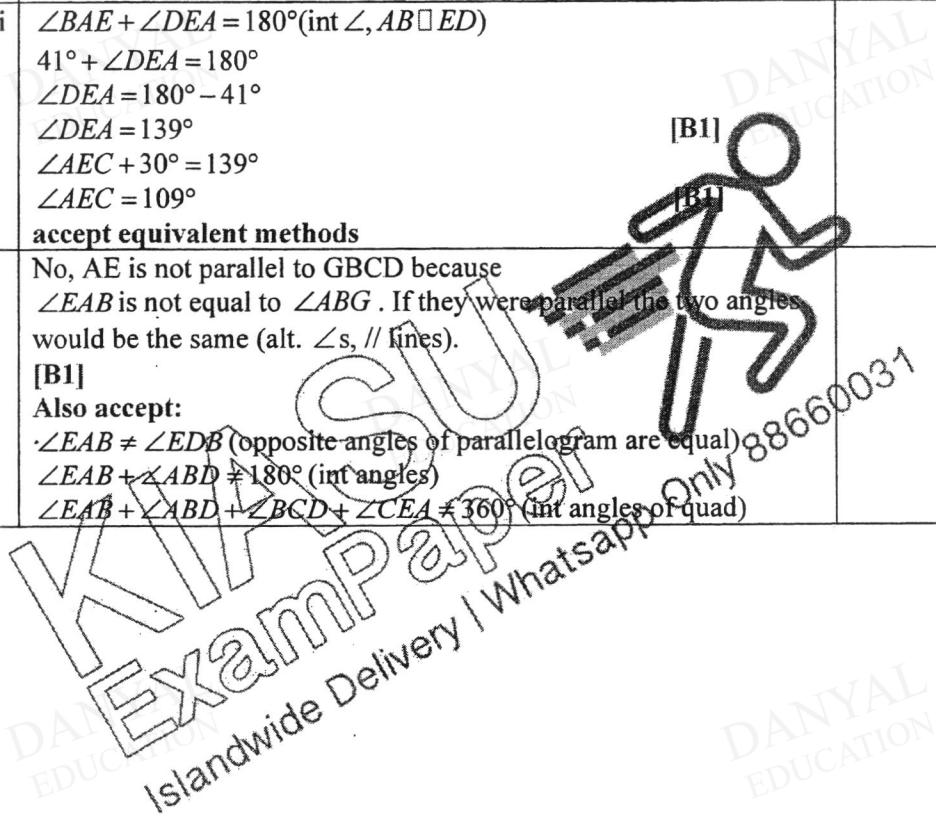 i
∠BAE + ∠DEA = 180°(int ∠, AB▯ED)
41° + ∠DEA = 180°
∠DEA = 180° – 41°
∠DEA = 139°
[B1]
∠AEC + 30° = 139°
∠AEC = 109°
[B1]
accept equivalent methods
No, AE is not parallel to GBCD because
∠EAB is not equal to ∠ABG . If they were parallel the two angles
would be the same (alt. ∠s, // lines).
[B1]
Also accept:
·∠EAB ≠ ∠EDB (opposite angles of parallelogram are equal)
∠EAB + ∠ABD ≠ 180° (int angles)
∠EAB + ∠ABD + ∠BCD + ∠CEA ≠ 360° (int angles of quad)
KIASU
ExamPaper
Islandwide Delivery | Whatsapp Only 88660031
DANYAL
EDUCATION
DANYAL
EDUCATION
DANYAL
EDUCATION
DANYAL
EDUCATION
DANYAL
EDUCATION